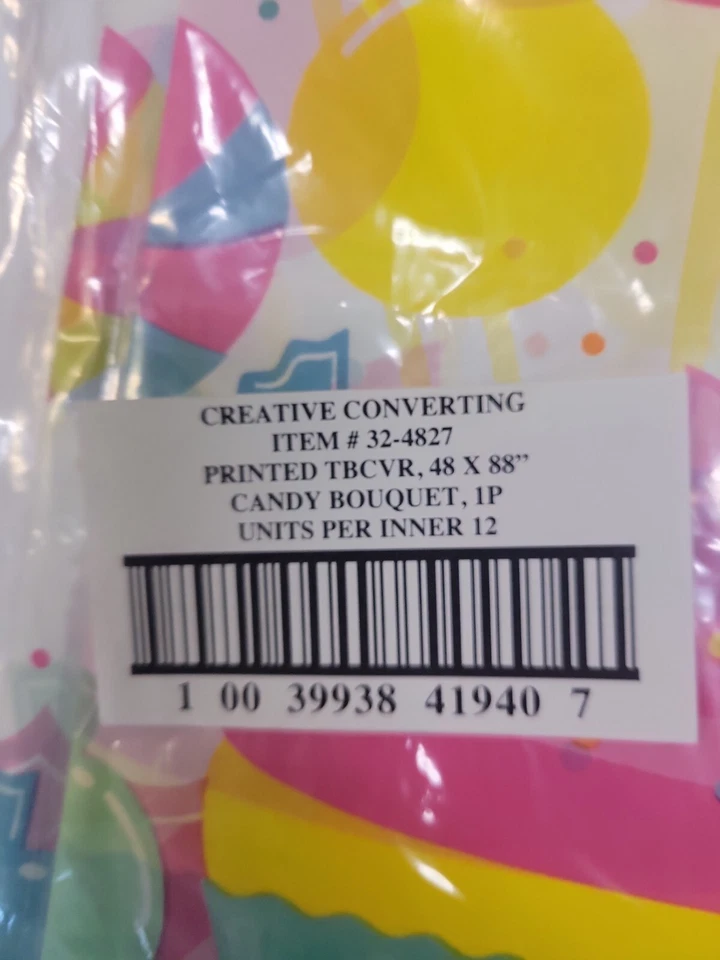 CREATIVE CONVERTING
ITEM # 32-4827
PRINTED TBCVR, 48 X 88”
CANDY BOUQUET, 1P
UNITS PER INNER 12
1 00 39938 41940 7